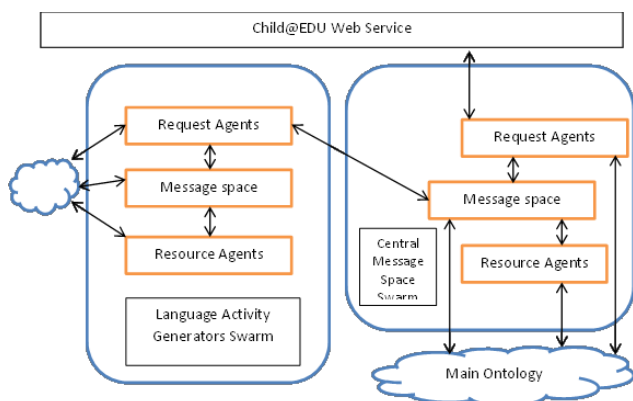 Child@EDU Web Service
Request Agents
Message space
Resource Agents
Language Activity
Generators Swarm
Request Agents
Message space
Central
Message
Space
Swarm
Resource Agents
Main Ontology